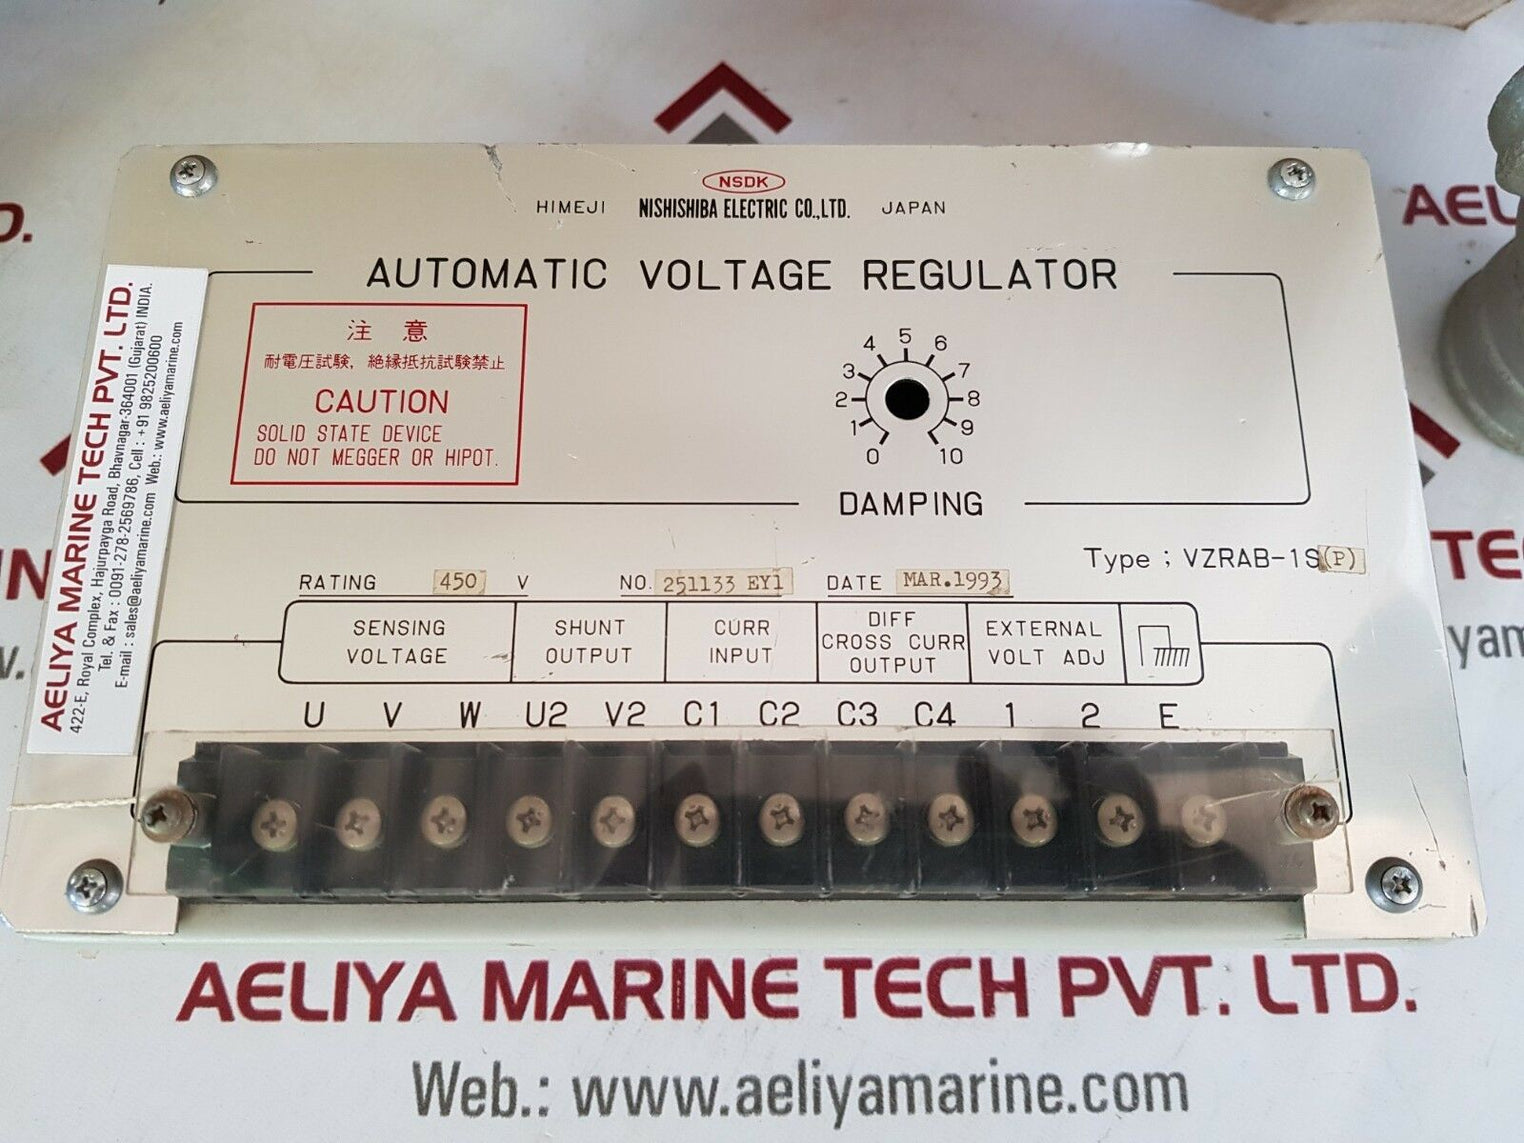 NSDK
HIMEJI NISHISHIBA ELECTRIC CO.,LTD. JAPAN
AUTOMATIC VOLTAGE REGULATOR
注 意
耐電圧試験, 絶縁抵抗試験禁止
CAUTION
SOLID STATE DEVICE
DO NOT MEGGER OR HIPOT.
0 1 2 3 4 5 6 7 8 9 10
DAMPING
Type ; VZRAB-1S(P)
RATING 450 V NO. 251133 EY1 DATE MAR.1993
SENSING VOLTAGE
SHUNT OUTPUT
CURR INPUT
DIFF CROSS CURR OUTPUT
EXTERNAL VOLT ADJ
U V W U2 V2 C1 C2 C3 C4 1 2 E
AELIYA MARINE TECH PVT. LTD.
422-E, Royal Complex, Hajurpayga Road, Bhavnagar-364001 (Gujarat) INDIA.
Tel. & Fax : 0091-278-2569786, Cell : +91 9825200600
E-mail : sales@aeliyamarine.com Web.: www.aeliyamarine.com
AELIYA MARINE TECH PVT. LTD.
Web.: www.aeliyamarine.com